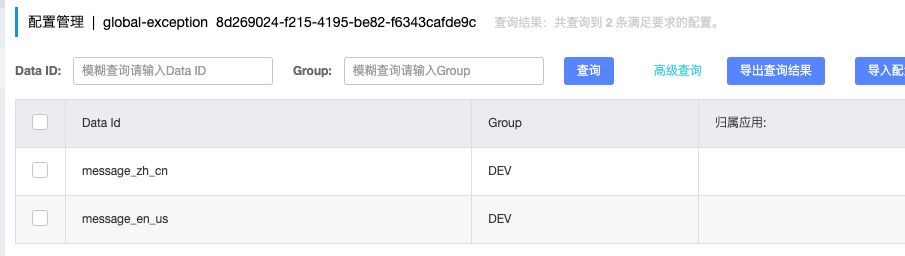 配置管理 | global-exception 8d269024-f215-4195-be82-f6343cafde9c 查询结果：共查询到 2 条满足要求的配置。
Data ID: 模糊查询请输入Data ID Group: 模糊查询请输入Group 查询 高级查询 导出查询结果 导入配
Data Id Group 归属应用:
message_zh_cn DEV
message_en_us DEV